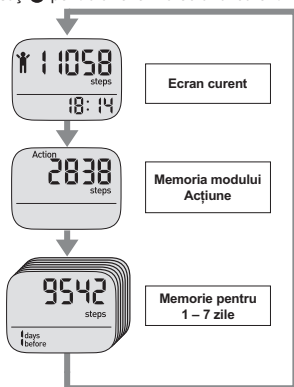 11058
steps
18:14
Ecran curent
Action
2838
steps
Memoria modului
Acțiune
9542
steps
1 days
before
Memorie pentru
1 – 7 zile